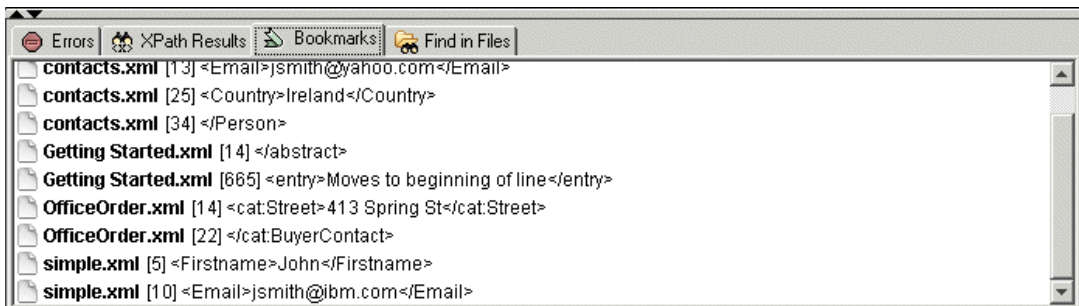 Errors XPath Results Bookmarks Find in Files
contacts.xml [13] <Email>jsmith@yahoo.com</Email>
contacts.xml [25] <Country>Ireland</Country>
contacts.xml [34] </Person>
Getting Started.xml [14] </abstract>
Getting Started.xml [665] <entry>Moves to beginning of line</entry>
OfficeOrder.xml [14] <cat:Street>413 Spring St</cat:Street>
OfficeOrder.xml [22] </cat:BuyerContact>
simple.xml [5] <Firstname>John</Firstname>
simple.xml [10] <Email>jsmith@ibm.com</Email>